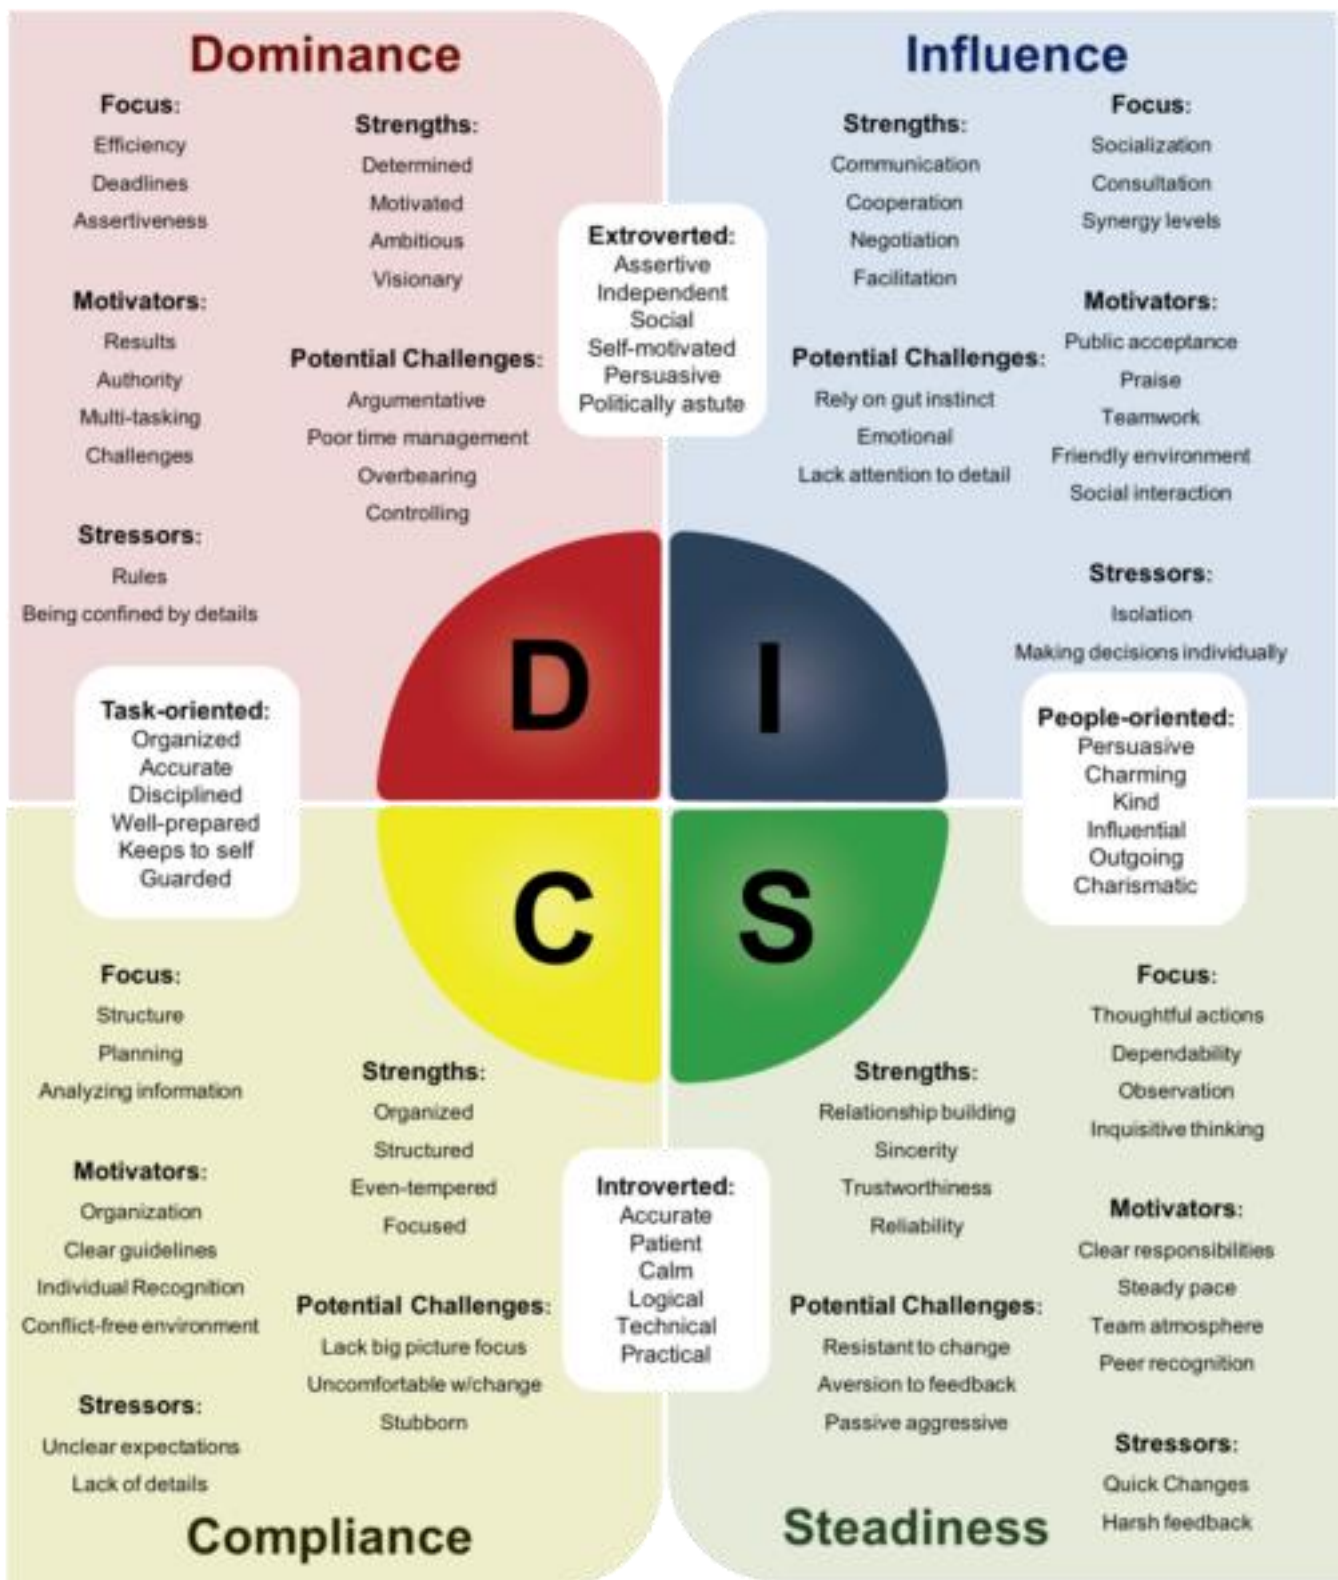 Dominance
Focus:
Efficiency
Deadlines
Assertiveness
Motivators:
Results
Authority
Multi-tasking
Challenges
Stressors:
Rules
Being confined by details
Strengths:
Determined
Motivated
Ambitious
Visionary
Potential Challenges:
Argumentative
Poor time management
Overbearing
Controlling
Extroverted:
Assertive
Independent
Social
Self-motivated
Persuasive
Politically astute
Influence
Strengths:
Communication
Cooperation
Negotiation
Facilitation
Potential Challenges:
Rely on gut instinct
Emotional
Lack attention to detail
Focus:
Socialization
Consultation
Synergy levels
Motivators:
Public acceptance
Praise
Teamwork
Friendly environment
Social interaction
Stressors:
Isolation
Making decisions individually
D
I
C
S
Task-oriented:
Organized
Accurate
Disciplined
Well-prepared
Keeps to self
Guarded
People-oriented:
Persuasive
Charming
Kind
Influential
Outgoing
Charismatic
Focus:
Structure
Planning
Analyzing information
Motivators:
Organization
Clear guidelines
Individual Recognition
Conflict-free environment
Stressors:
Unclear expectations
Lack of details
Strengths:
Organized
Structured
Even-tempered
Focused
Potential Challenges:
Lack big picture focus
Uncomfortable w/change
Stubborn
Compliance
Introverted:
Accurate
Patient
Calm
Logical
Technical
Practical
Strengths:
Relationship building
Sincerity
Trustworthiness
Reliability
Potential Challenges:
Resistant to change
Aversion to feedback
Passive aggressive
Focus:
Thoughtful actions
Dependability
Observation
Inquisitive thinking
Motivators:
Clear responsibilities
Steady pace
Team atmosphere
Peer recognition
Stressors:
Quick Changes
Harsh feedback
Steadiness